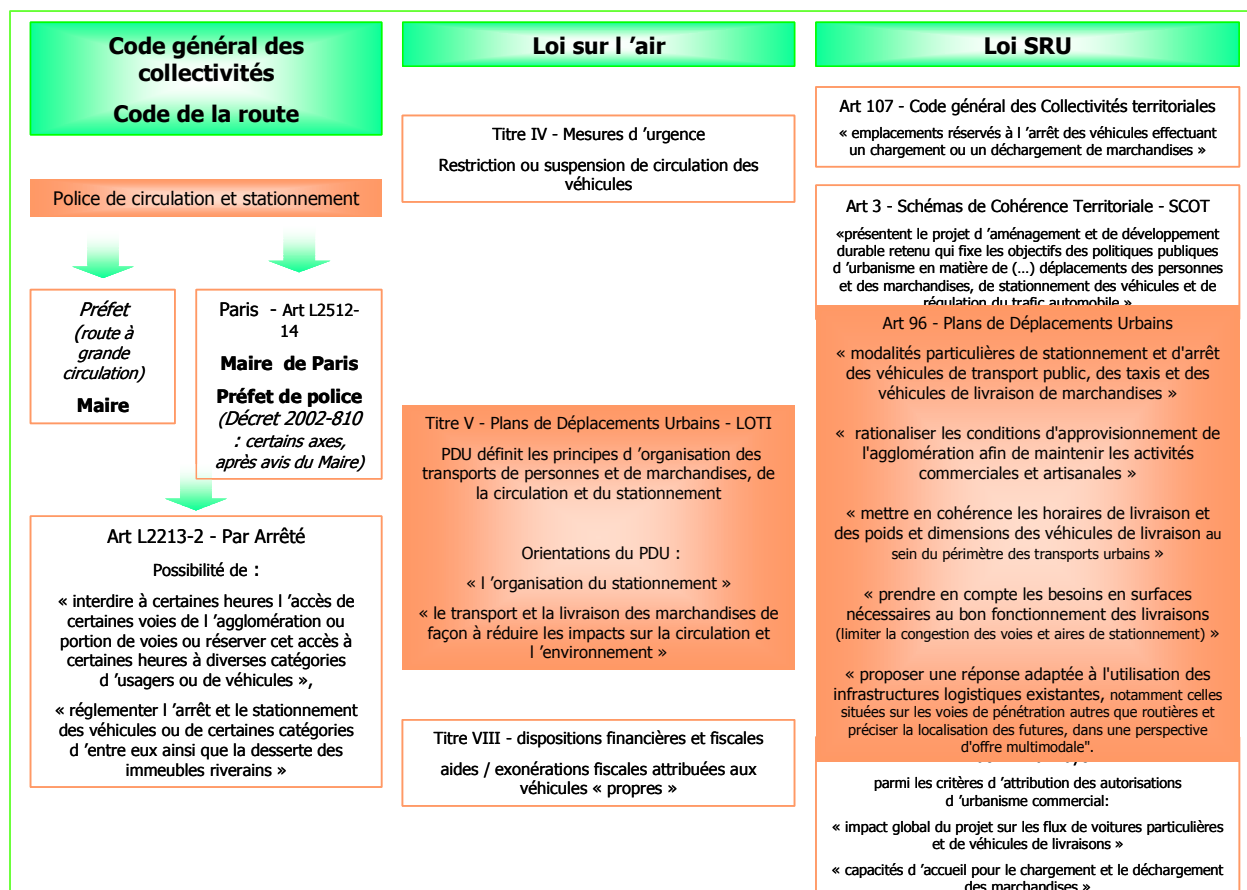 Code général des
collectivités
Code de la route
Police de circulation et stationnement
Préfet
(route à
grande
circulation)
Maire
Paris - Art L2512-
14
Maire de Paris
Préfet de police
(Décret 2002-810
: certains axes,
après avis du Maire)
Art L2213-2 - Par Arrêté
Possibilité de :
« interdire à certaines heures l ’accès de
certaines voies de l ’agglomération ou
portion de voies ou réserver cet accès à
certaines heures à diverses catégories
d ’usagers ou de véhicules »,
« réglementer l ’arrêt et le stationnement
des véhicules ou de certaines catégories
d ’entre eux ainsi que la desserte des
immeubles riverains »
Loi sur l ’air
Titre IV - Mesures d ’urgence
Restriction ou suspension de circulation des
véhicules
Titre V - Plans de Déplacements Urbains - LOTI
PDU définit les principes d ’organisation des
transports de personnes et de marchandises, de
la circulation et du stationnement
Orientations du PDU :
« l ’organisation du stationnement »
« le transport et la livraison des marchandises de
façon à réduire les impacts sur la circulation et
l ’environnement »
Titre VIII - dispositions financières et fiscales
aides / exonérations fiscales attribuées aux
véhicules « propres »
Loi SRU
Art 107 - Code général des Collectivités territoriales
« emplacements réservés à l ’arrêt des véhicules effectuant
un chargement ou un déchargement de marchandises »
Art 3 - Schémas de Cohérence Territoriale - SCOT
«présentent le projet d ’aménagement et de développement
durable retenu qui fixe les objectifs des politiques publiques
d ’urbanisme en matière de (...) déplacements des personnes
et des marchandises, de stationnement des véhicules et de
régulation du trafic automobile »
Art 96 - Plans de Déplacements Urbains
« modalités particulières de stationnement et d'arrêt
des véhicules de transport public, des taxis et des
véhicules de livraison de marchandises »
« rationaliser les conditions d'approvisionnement de
l'agglomération afin de maintenir les activités
commerciales et artisanales »
« mettre en cohérence les horaires de livraison et
des poids et dimensions des véhicules de livraison au
sein du périmètre des transports urbains »
« prendre en compte les besoins en surfaces
nécessaires au bon fonctionnement des livraisons
(limiter la congestion des voies et aires de stationnement) »
« proposer une réponse adaptée à l'utilisation des
infrastructures logistiques existantes, notamment celles
situées sur les voies de pénétration autres que routières et
préciser la localisation des futures, dans une perspective
d'offre multimodale".
parmi les critères d ’attribution des autorisations
d ’urbanisme commercial:
« impact global du projet sur les flux de voitures particulières
et de véhicules de livraisons »
« capacités d ’accueil pour le chargement et le déchargement
des marchandises »